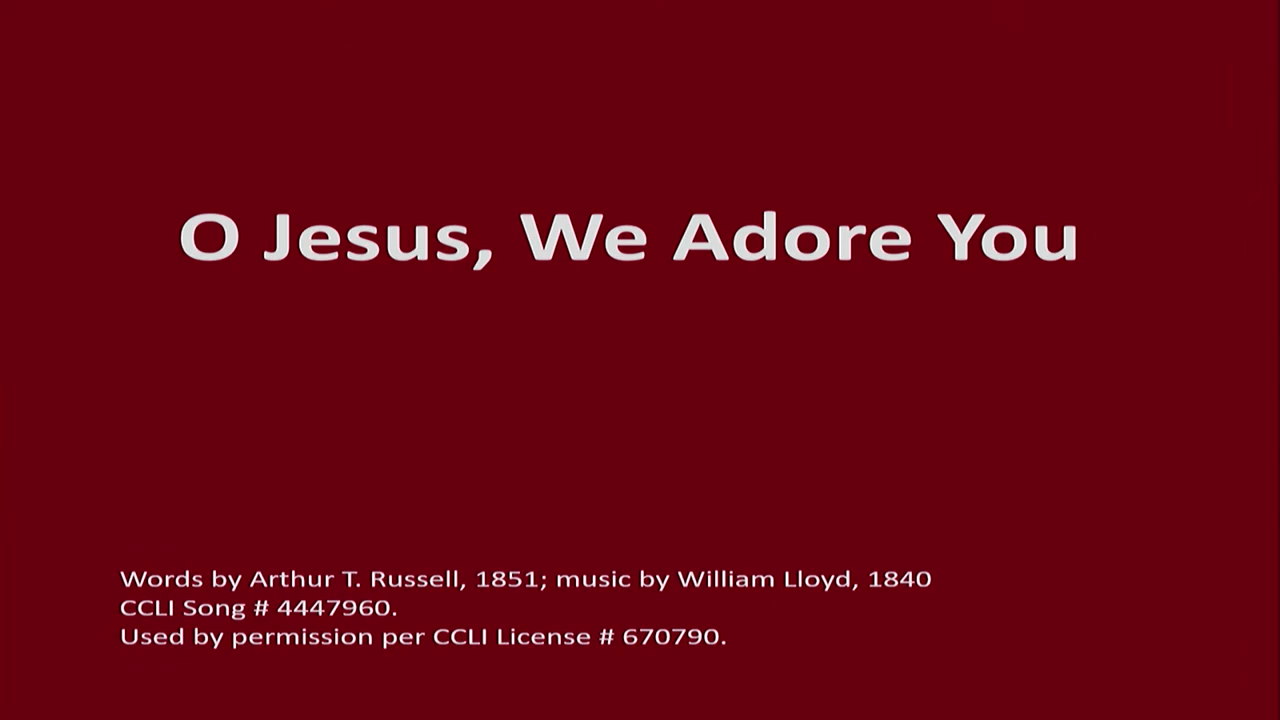 O Jesus, We Adore You
Words by Arthur T. Russell, 1851; music by William Lloyd, 1840
CCLI Song # 4447960.
Used by permission per CCLI License # 670790.